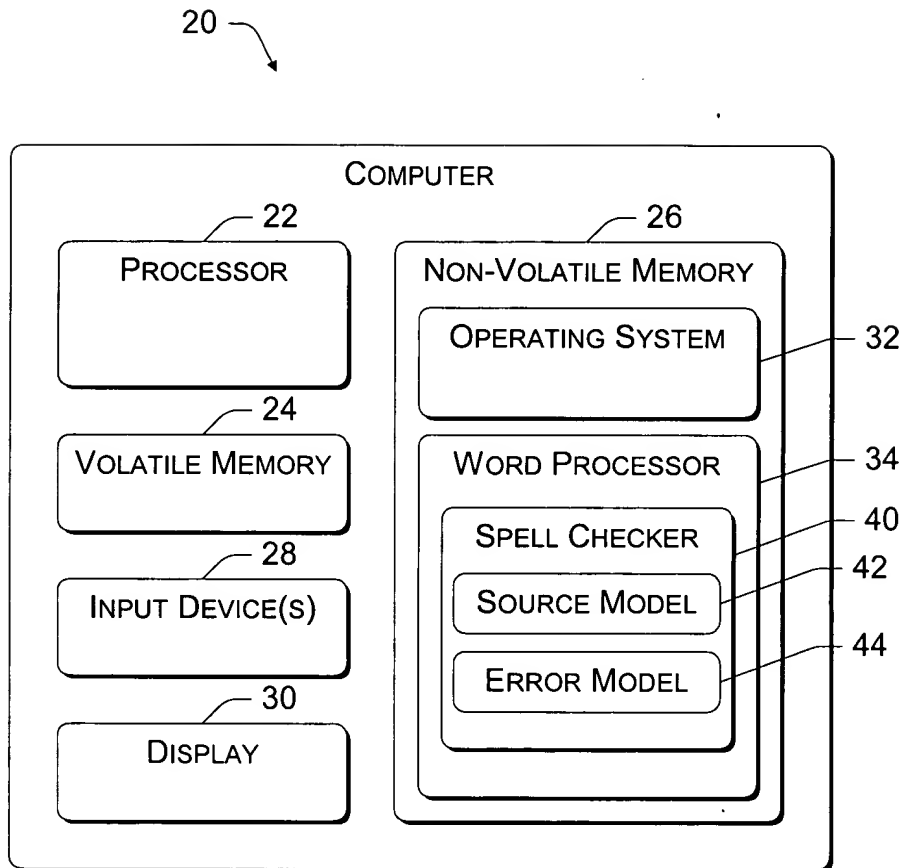 20
COMPUTER
22
PROCESSOR
24
VOLATILE MEMORY
28
INPUT DEVICE(S)
30
DISPLAY
26
NON-VOLATILE MEMORY
OPERATING SYSTEM
32
WORD PROCESSOR
34
SPELL CHECKER
40
SOURCE MODEL
42
ERROR MODEL
44